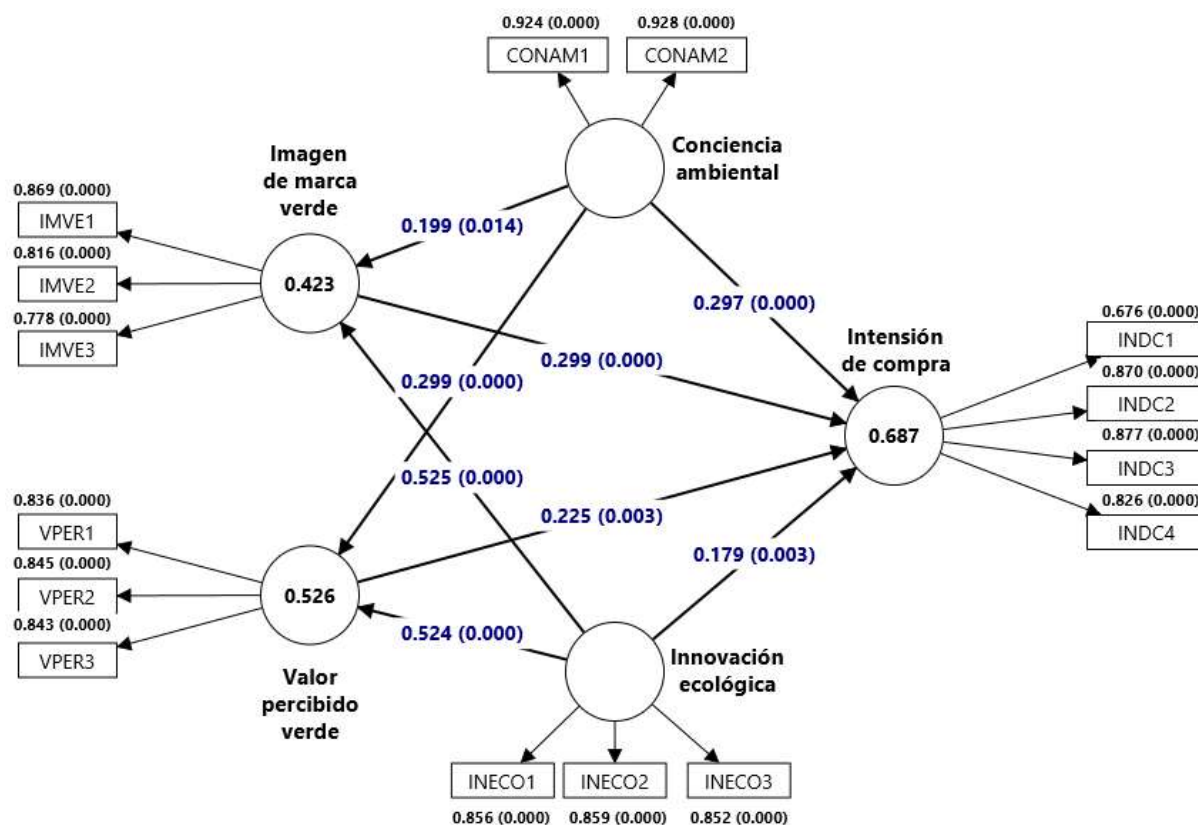 0.924 (0.000)
0.928 (0.000)
CONAM1
CONAM2
Conciencia
ambiental
Imagen
de marca
verde
0.869 (0.000)
IMVE1
0.816 (0.000)
IMVE2
0.778 (0.000)
IMVE3
0.423
0.199 (0.014)
0.297 (0.000)
0.299 (0.000)
0.299 (0.000)
Intensión
de compra
0.687
0.676 (0.000)
INDC1
0.870 (0.000)
INDC2
0.877 (0.000)
INDC3
0.826 (0.000)
INDC4
0.525 (0.000)
0.225 (0.003)
0.179 (0.003)
0.836 (0.000)
VPER1
0.845 (0.000)
VPER2
0.843 (0.000)
VPER3
0.526
0.524 (0.000)
Valor
percibido
verde
Innovación
ecológica
INECO1
INECO2
INECO3
0.856 (0.000)
0.859 (0.000)
0.852 (0.000)